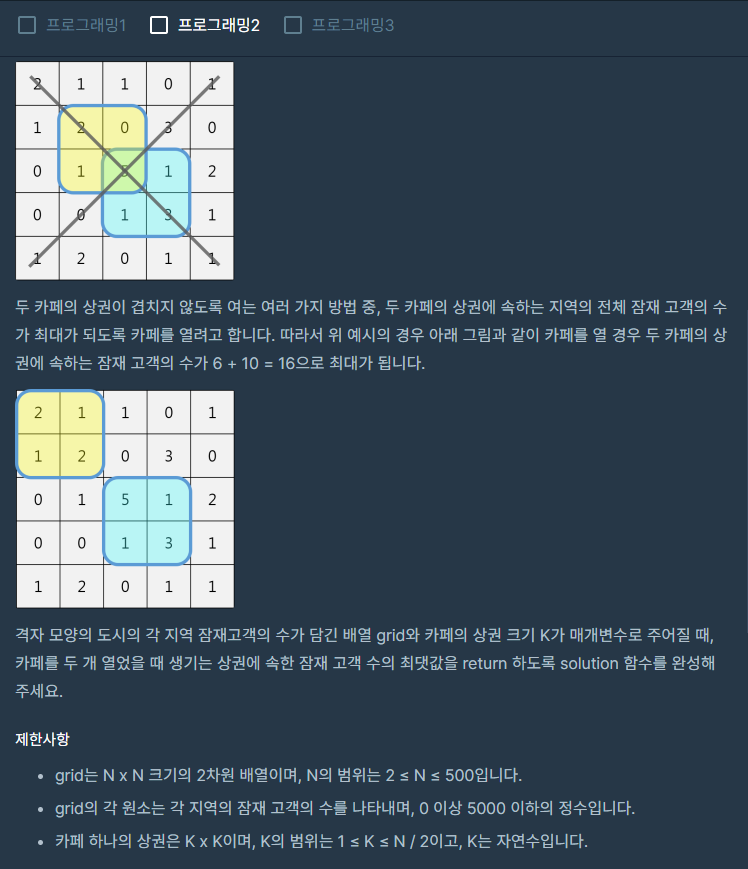 프로그래밍1 프로그래밍2 프로그래밍3
2 1 1 0 1
1 2 0 3 0
0 1 5 1 2
0 0 1 3 1
1 2 0 1 1
두 카페의 상권이 겹치지 않도록 여는 여러 가지 방법 중, 두 카페의 상권에 속하는 지역의 전체 잠재 고객의 수
가 최대가 되도록 카페를 열려고 합니다. 따라서 위 예시의 경우 아래 그림과 같이 카페를 열 경우 두 카페의 상
권에 속하는 잠재 고객의 수가 6 + 10 = 16으로 최대가 됩니다.
2 1 1 0 1
1 2 0 3 0
0 1 5 1 2
0 0 1 3 1
1 2 0 1 1
격자 모양의 도시의 각 지역 잠재고객의 수가 담긴 배열 grid와 카페의 상권 크기 K가 매개변수로 주어질 때,
카페를 두 개 열었을 때 생기는 상권에 속한 잠재 고객 수의 최댓값을 return 하도록 solution 함수를 완성해
주세요.
제한사항
• grid는 N x N 크기의 2차원 배열이며, N의 범위는 2 ≤ N ≤ 500입니다.
• grid의 각 원소는 각 지역의 잠재 고객의 수를 나타내며, 0 이상 5000 이하의 정수입니다.
• 카페 하나의 상권은 K x K이며, K의 범위는 1 ≤ K ≤ N / 2이고, K는 자연수입니다.